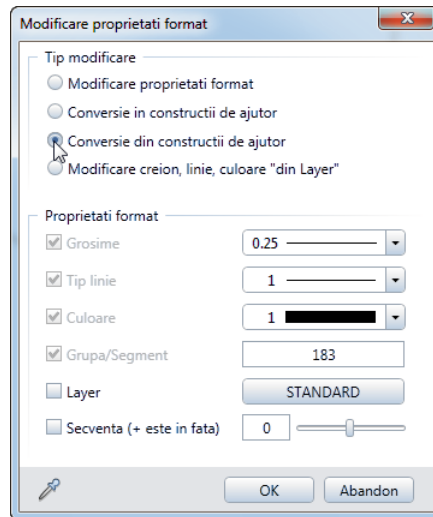 Modificare proprietati format
Tip modificare
Modificare proprietati format
Conversie in constructii de ajutor
Conversie din constructii de ajutor
Modificare creion, linie, culoare "din Layer"
Proprietati format
Grosime 0.25
Tip linie 1
Culoare 1
Grupa/Segment 183
Layer STANDARD
Secventa (+ este in fata) 0
OK Abandon